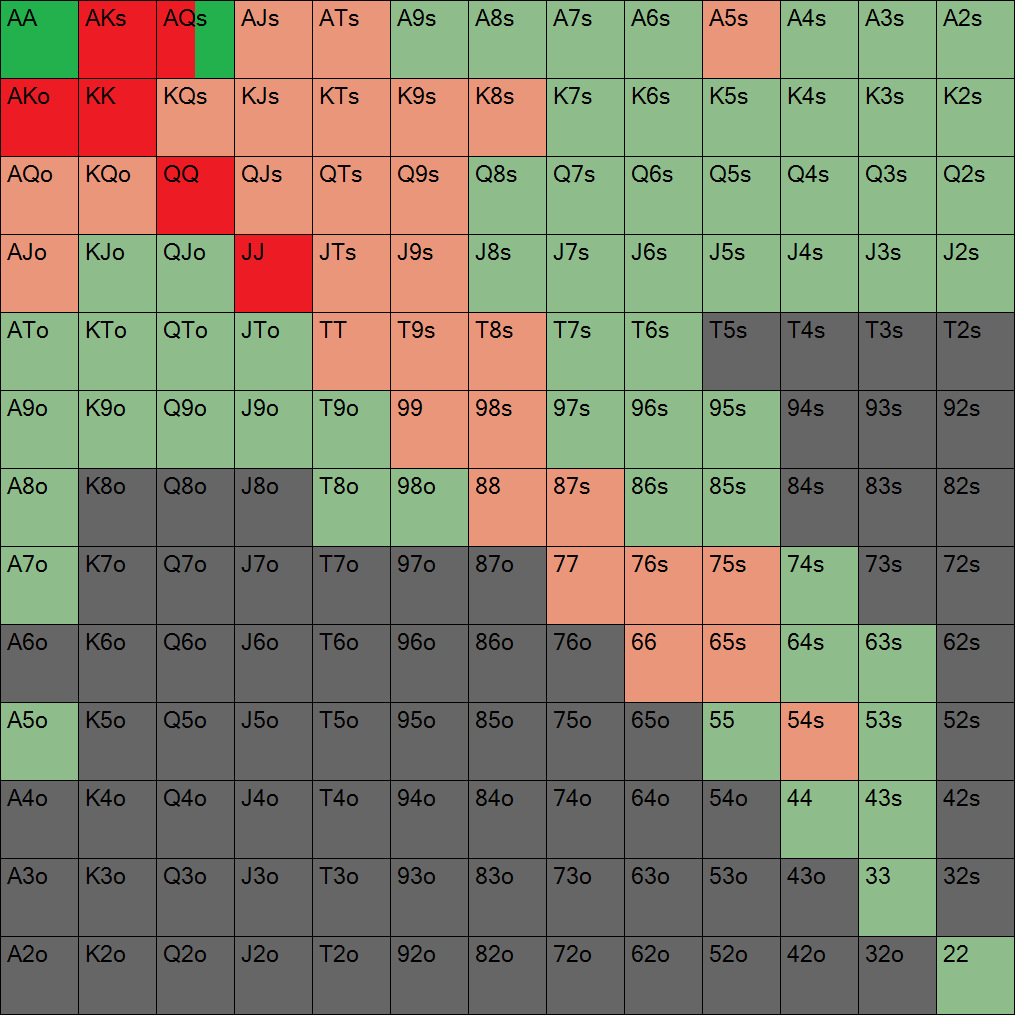 AA AKs AQs AJs ATs A9s A8s A7s A6s A5s A4s A3s A2s
AKo KK KQs KJs KTs K9s K8s K7s K6s K5s K4s K3s K2s
AQo KQo QQ QJs QTs Q9s Q8s Q7s Q6s Q5s Q4s Q3s Q2s
AJo KJo QJo JJ JTs J9s J8s J7s J6s J5s J4s J3s J2s
ATo KTo QTo JTo TT T9s T8s T7s T6s T5s T4s T3s T2s
A9o K9o Q9o J9o T9o 99 98s 97s 96s 95s 94s 93s 92s
A8o K8o Q8o J8o T8o 98o 88 87s 86s 85s 84s 83s 82s
A7o K7o Q7o J7o T7o 97o 87o 77 76s 75s 74s 73s 72s
A6o K6o Q6o J6o T6o 96o 86o 76o 66 65s 64s 63s 62s
A5o K5o Q5o J5o T5o 95o 85o 75o 65o 55 54s 53s 52s
A4o K4o Q4o J4o T4o 94o 84o 74o 64o 54o 44 43s 42s
A3o K3o Q3o J3o T3o 93o 83o 73o 63o 53o 43o 33 32s
A2o K2o Q2o J2o T2o 92o 82o 72o 62o 52o 42o 32o 22